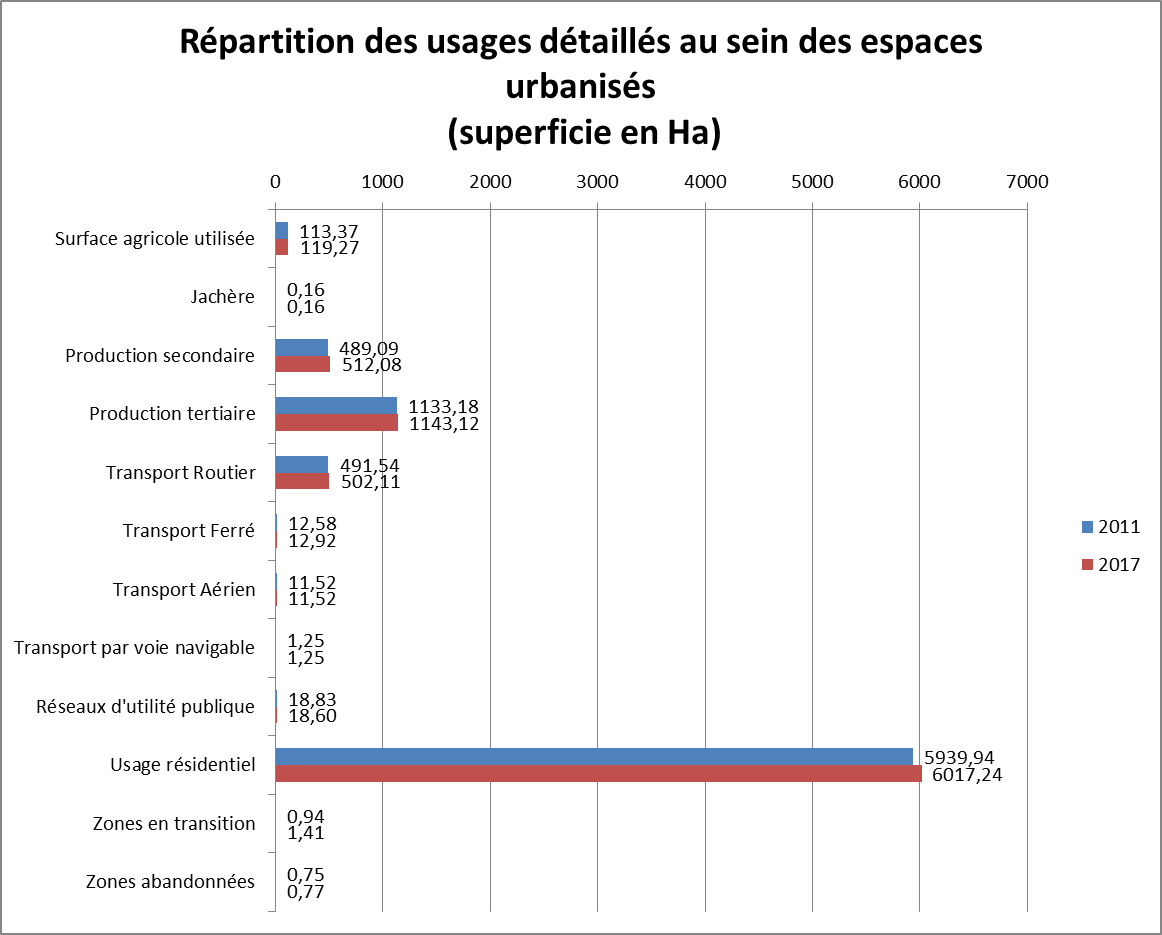 Répartition des usages détaillés au sein des espaces
urbanisés
(superficie en Ha)
0 1000 2000 3000 4000 5000 6000 7000
Surface agricole utilisée 113,37
119,27
Jachère 0,16
0,16
Production secondaire 489,09
512,08
Production tertiaire 1133,18
1143,12
Transport Routier 491,54
502,11
Transport Ferré 12,58
12,92
Transport Aérien 11,52
11,52
Transport par voie navigable 1,25
1,25
Réseaux d'utilité publique 18,83
18,60
Usage résidentiel 5939,94
6017,24
Zones en transition 0,94
1,41
Zones abandonnées 0,75
0,77
2011
2017